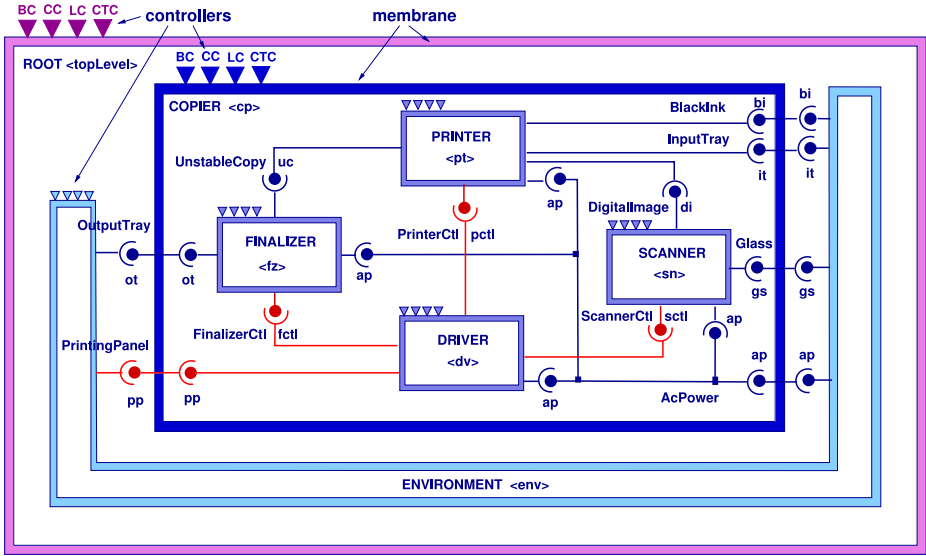 BC CC LC CTC
controllers
membrane
ROOT <topLevel>
BC CC LC CTC
COPIER <cp>
BlackInk
bi
bi
PRINTER
<pt>
InputTray
it
it
UnstableCopy uc
ap
DigitalImage di
OutputTray
ot
ot
FINALIZER
<fz>
ap
PrinterCtl pctl
SCANNER
<sn>
Glass
gs
gs
FinalizerCtl fctl
ScannerCtl sctl
ap
PrintingPanel
pp
pp
DRIVER
<dv>
ap
ap
ap
AcPower
ENVIRONMENT <env>